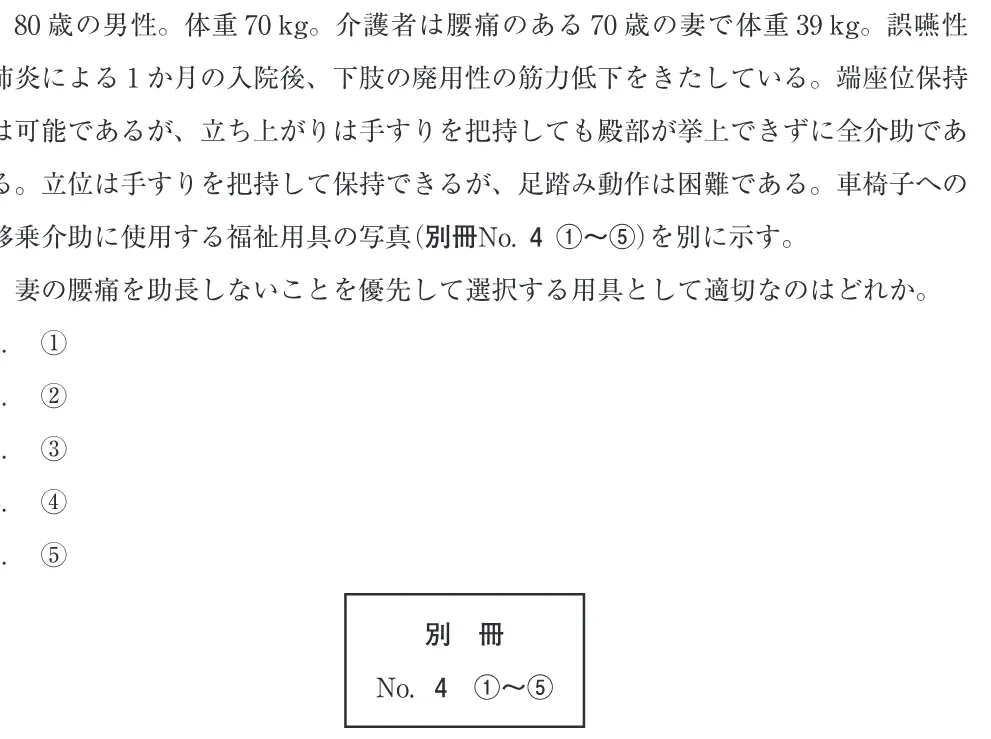 80 歳の男性。体重 70 kg。介護者は腰痛のある 70 歳の妻で体重 39 kg。誤嚥性
肺炎による 1 か月の入院後、下肢の廃用性の筋力低下をきたしている。端座位保持
は可能であるが、立ち上がりは手すりを把持しても殿部が挙上できずに全介助であ
る。立位は手すりを把持して保持できるが、足踏み動作は困難である。車椅子への
移乗介助に使用する福祉用具の写真(別冊No. 4 ①〜⑤)を別に示す。
妻の腰痛を助長しないことを優先して選択する用具として適切なのはどれか。
. ①
. ②
. ③
. ④
. ⑤
別 冊
No. 4 ①〜⑤